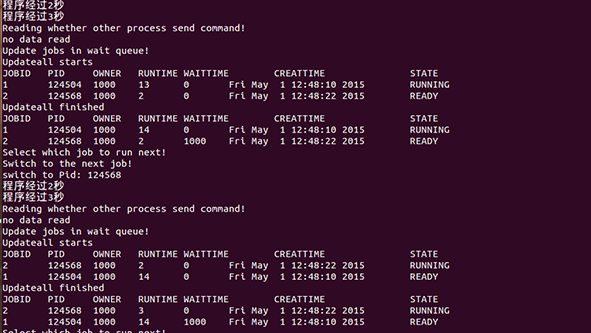 程序经过2秒
程序经过3秒
Reading whether other process send command!
no data read
Update jobs in wait queue!
Updateall starts
JOBID PID OWNER RUNTIME WAITTIME CREATTIME STATE
1 124504 1000 13 0 Fri May 1 12:48:10 2015 RUNNING
2 124568 1000 2 0 Fri May 1 12:48:22 2015 READY
Updateall finished
JOBID PID OWNER RUNTIME WAITTIME CREATTIME STATE
1 124504 1000 14 0 Fri May 1 12:48:10 2015 RUNNING
2 124568 1000 2 1000 Fri May 1 12:48:22 2015 READY
Select which job to run next!
Switch to the next job!
switch to Pid: 124568
程序经过2秒
程序经过3秒
Reading whether other process send command!
no data read
Update jobs in wait queue!
Updateall starts
JOBID PID OWNER RUNTIME WAITTIME CREATTIME STATE
2 124568 1000 2 0 Fri May 1 12:48:22 2015 RUNNING
1 124504 1000 14 0 Fri May 1 12:48:10 2015 READY
Updateall finished
JOBID PID OWNER RUNTIME WAITTIME CREATTIME STATE
2 124568 1000 3 0 Fri May 1 12:48:22 2015 RUNNING
1 124504 1000 14 1000 Fri May 1 12:48:10 2015 READY
Select which job to run next!